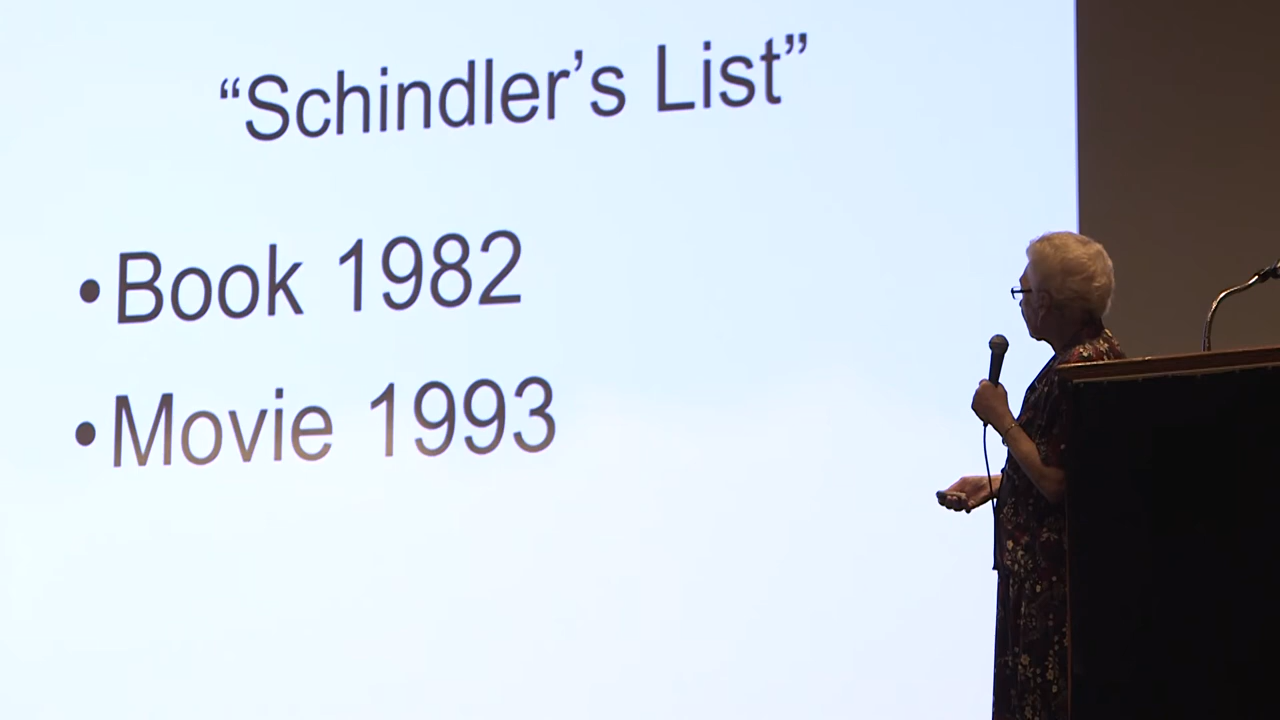 “Schindler’s List”
•Book 1982
•Movie 1993